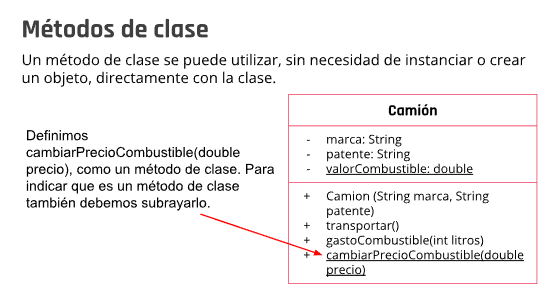 Métodos de clase
Un método de clase se puede utilizar, sin necesidad de instanciar o crear
un objeto, directamente con la clase.
Definimos
cambiarPrecioCombustible(double
precio), como un método de clase. Para
indicar que es un método de clase
también debemos subrayarlo.
Camión
- marca: String
- patente: String
- valorCombustible: double
+ Camion (String marca, String
patente)
+ transportar()
+ gastoCombustible(int litros)
+ cambiarPrecioCombustible(double
precio)